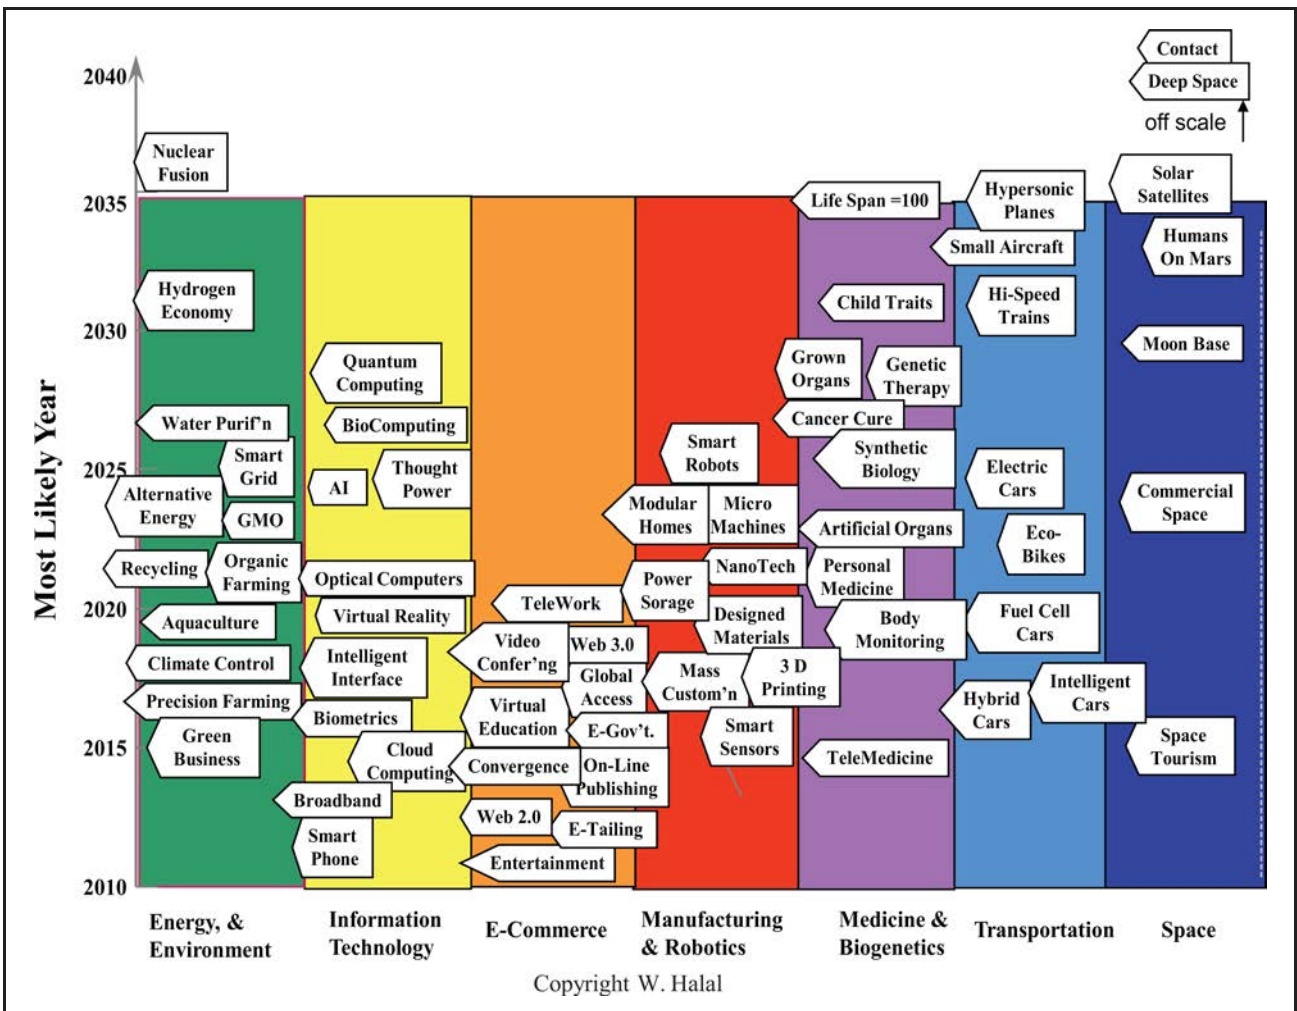 Most Likely Year
2040
2035
2030
2025
2020
2015
2010
Nuclear
Fusion
Hydrogen
Economy
Water Purif'n
Smart
Grid
Alternative
Energy
GMO
Recycling
Organic
Farming
Aquaculture
Climate Control
Precision Farming
Green
Business
Quantum
Computing
BioComputing
Thought
Power
AI
Optical Computers
Virtual Reality
Intelligent
Interface
Biometrics
Cloud
Computing
Broadband
Smart
Phone
TeleWork
Video
Confer'ng
Web 3.0
Global
Access
Virtual
Education
E-Gov't.
Convergence
On-Line
Publishing
Web 2.0
E-Tailing
Entertainment
Smart
Robots
Modular
Homes
Micro
Machines
NanoTech
Power
Sorage
Designed
Materials
Mass
Custom'n
3 D
Printing
Smart
Sensors
Life Span =100
Child Traits
Grown
Organs
Genetic
Therapy
Cancer Cure
Synthetic
Biology
Artificial Organs
Personal
Medicine
Body
Monitoring
TeleMedicine
Hypersonic
Planes
Small Aircraft
Hi-Speed
Trains
Electric
Cars
Eco-
Bikes
Fuel Cell
Cars
Intelligent
Cars
Hybrid
Cars
Contact
Deep Space
off scale
Solar
Satellites
Humans
On Mars
Moon Base
Commercial
Space
Space
Tourism
Energy, &
Environment
Information
Technology
E-Commerce
Manufacturing
& Robotics
Medicine &
Biogenetics
Transportation
Space
Copyright W. Halal